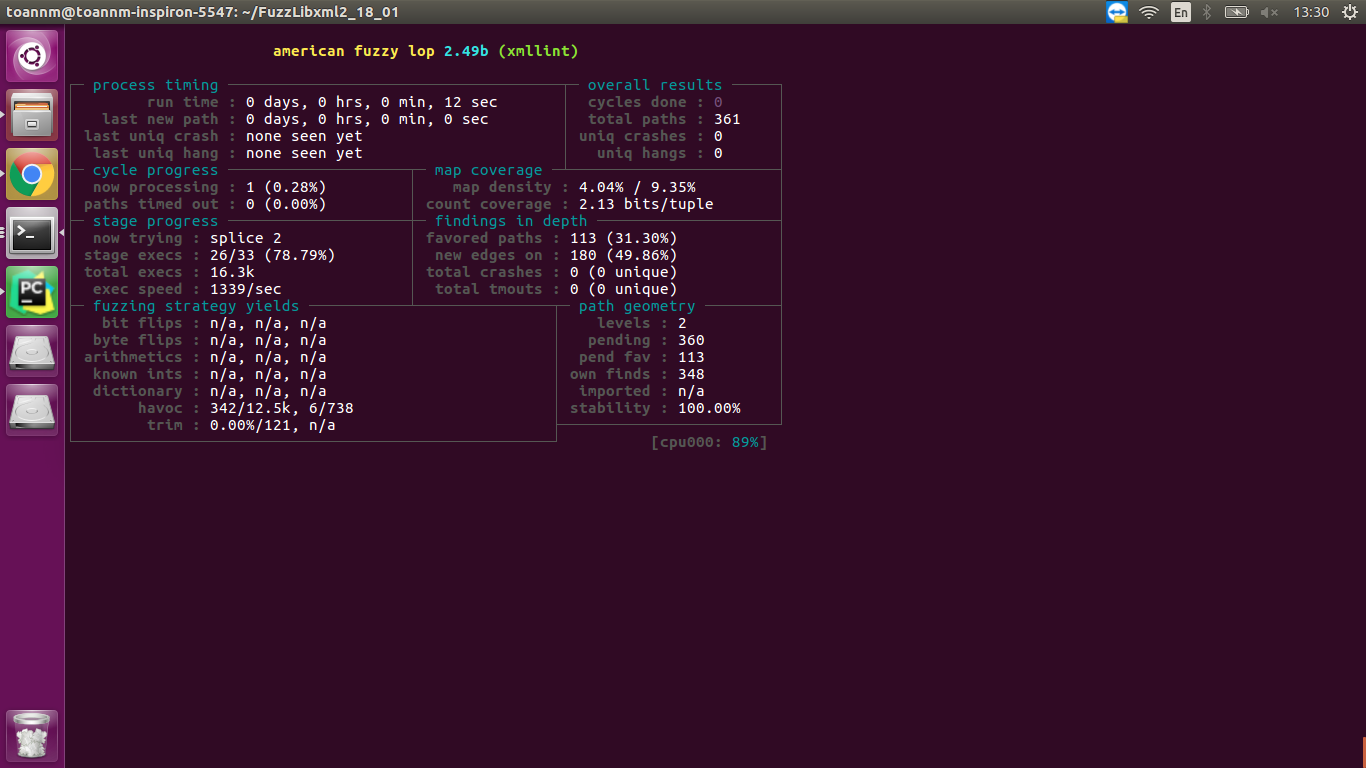 toannm@toannm-inspiron-5547: ~/FuzzLibxml2_18_01
En
13:30
american fuzzy lop 2.49b (xmllint)
process timing overall results
run time : 0 days, 0 hrs, 0 min, 12 sec cycles done : 0
last new path : 0 days, 0 hrs, 0 min, 0 sec total paths : 361
last uniq crash : none seen yet uniq crashes : 0
last uniq hang : none seen yet uniq hangs : 0
cycle progress map coverage
now processing : 1 (0.28%) map density : 4.04% / 9.35%
paths timed out : 0 (0.00%) count coverage : 2.13 bits/tuple
stage progress findings in depth
now trying : splice 2 favored paths : 113 (31.30%)
stage execs : 26/33 (78.79%) new edges on : 180 (49.86%)
total execs : 16.3k total crashes : 0 (0 unique)
exec speed : 1339/sec total tmouts : 0 (0 unique)
fuzzing strategy yields path geometry
bit flips : n/a, n/a, n/a levels : 2
byte flips : n/a, n/a, n/a pending : 360
arithmetics : n/a, n/a, n/a pend fav : 113
known ints : n/a, n/a, n/a own finds : 348
dictionary : n/a, n/a, n/a imported : n/a
havoc : 342/12.5k, 6/738 stability : 100.00%
trim : 0.00%/121, n/a
[cpu000: 89%]
PC